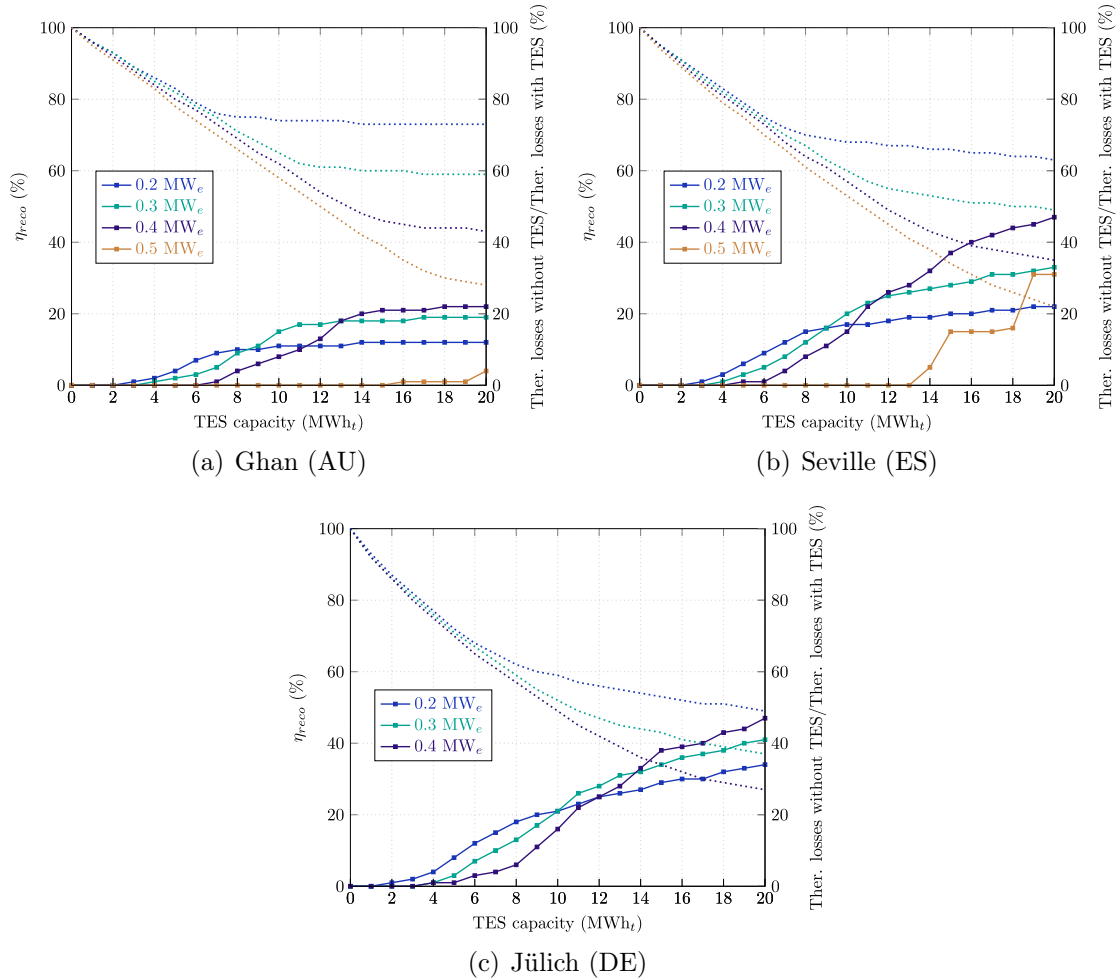 100
80
60
40
20
0
η_reco (%)
0 2 4 6 8 10 12 14 16 18 20
TES capacity (MWh_t)
0.2 MW_e
0.3 MW_e
0.4 MW_e
0.5 MW_e
100
80
60
40
20
0
Ther. losses without TES/Ther. losses with TES (%)
(a) Ghan (AU)
100
80
60
40
20
0
η_reco (%)
0 2 4 6 8 10 12 14 16 18 20
TES capacity (MWh_t)
0.2 MW_e
0.3 MW_e
0.4 MW_e
0.5 MW_e
100
80
60
40
20
0
Ther. losses without TES/Ther. losses with TES (%)
(b) Seville (ES)
100
80
60
40
20
0
η_reco (%)
0 2 4 6 8 10 12 14 16 18 20
TES capacity (MWh_t)
0.2 MW_e
0.3 MW_e
0.4 MW_e
100
80
60
40
20
0
Ther. losses without TES/Ther. losses with TES (%)
(c) Jülich (DE)